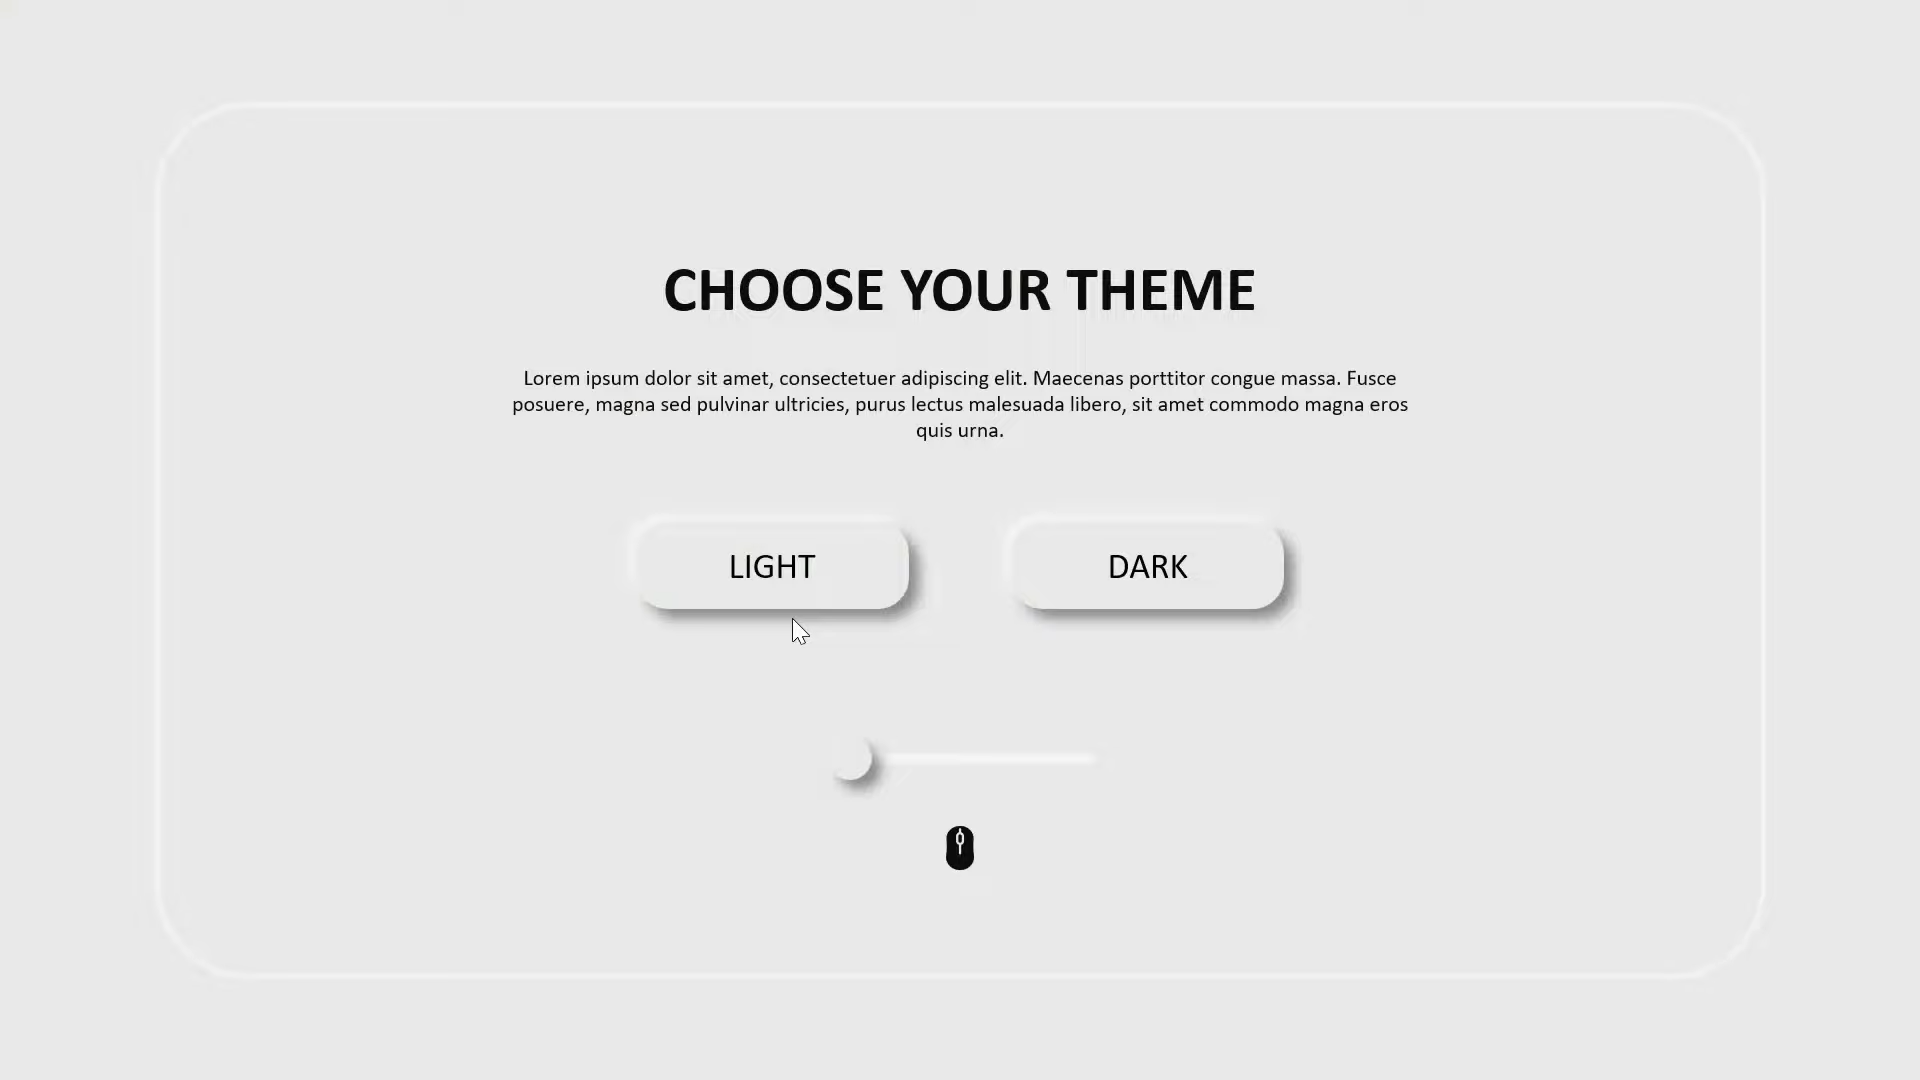 CHOOSE YOUR THEME
Lorem ipsum dolor sit amet, consectetuer adipiscing elit. Maecenas porttitor congue massa. Fusce
posuere, magna sed pulvinar ultricies, purus lectus malesuada libero, sit amet commodo magna eros
quis urna.
LIGHT
DARK